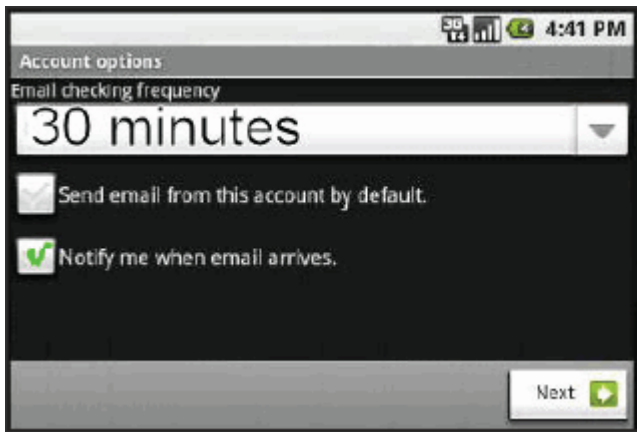 3G
4:41 PM
Account options
Email checking frequency
30 minutes
Send email from this account by default.
Notify me when email arrives.
Next